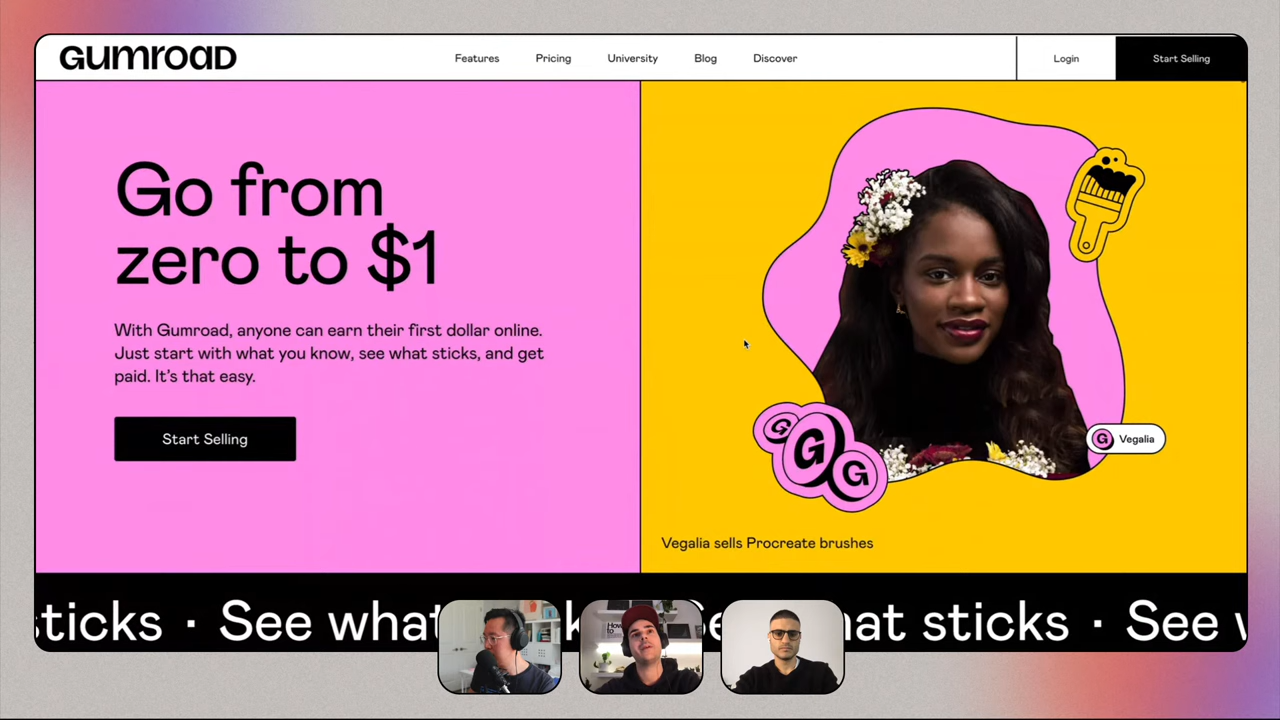 GUMROAD
Features
Pricing
University
Blog
Discover
Login
Start Selling
Go from
zero to $1
With Gumroad, anyone can earn their first dollar online.
Just start with what you know, see what sticks, and get
paid. It's that easy.
Start Selling
G
G
G
G Vegalia
Vegalia sells Procreate brushes
sticks · See what sticks · See w
How
to